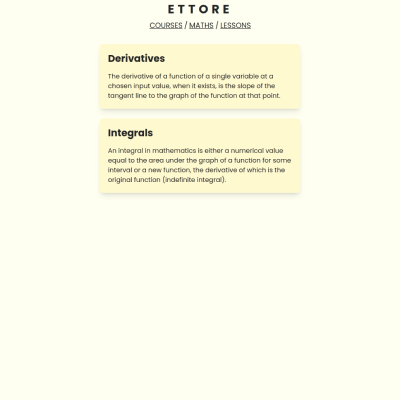 ETTORE
COURSES / MATHS / LESSONS
Derivatives
The derivative of a function of a single variable at a
chosen input value, when it exists, is the slope of the
tangent line to the graph of the function at that point.
Integrals
An integral in mathematics is either a numerical value
equal to the area under the graph of a function for some
interval or a new function, the derivative of which is the
original function (indefinite integral).